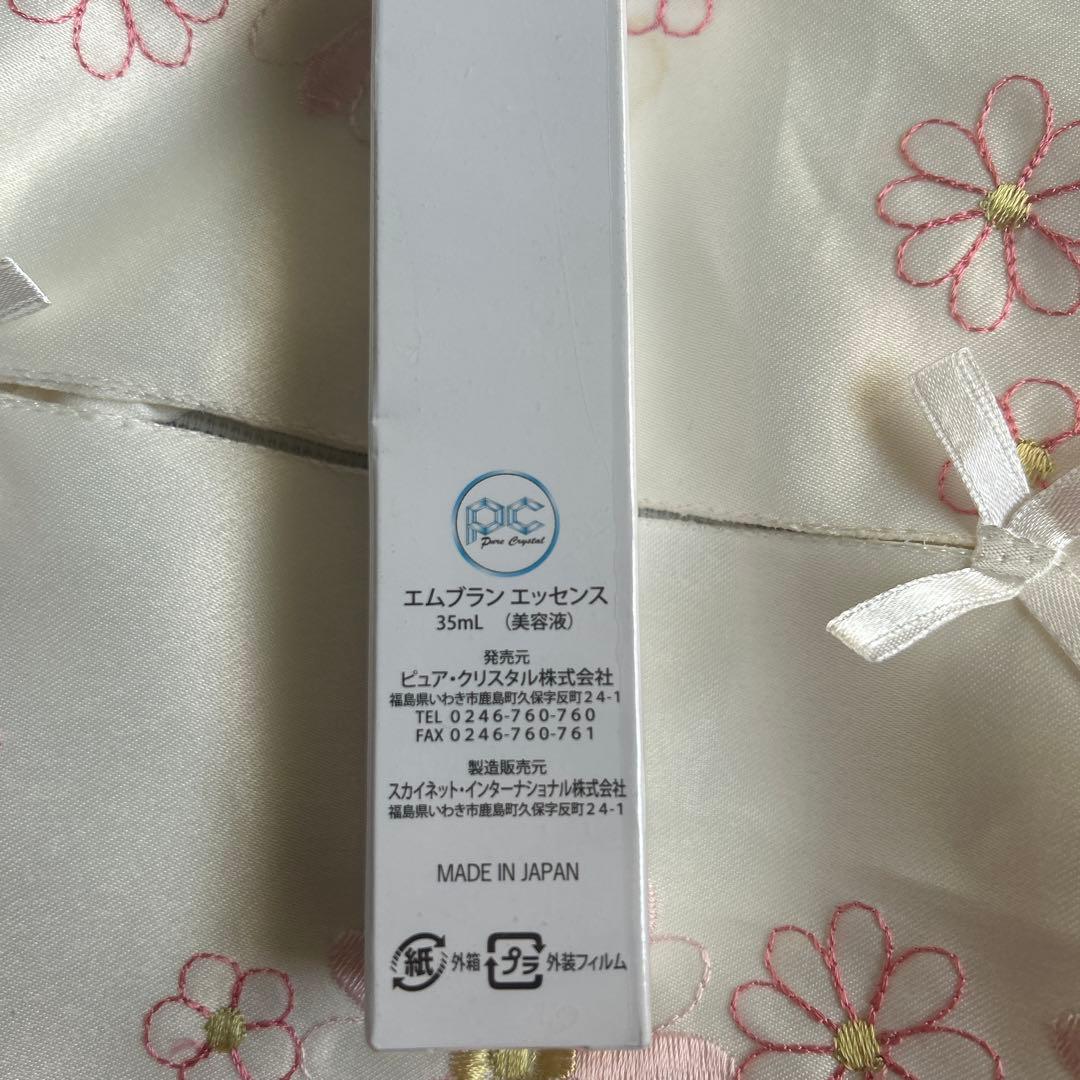 pc
Pure Crystal
エムブラン エッセンス
35mL （美容液）
発売元
ピュア・クリスタル株式会社
福島県いわき市鹿島町久保字反町２４-１
TEL ０２４６-７６０-７６０
FAX ０２４６-７６０-７６１
製造販売元
スカイネット・インターナショナル株式会社
福島県いわき市鹿島町久保字反町２４-１
MADE IN JAPAN
紙 外箱 プラ 外装フィルム